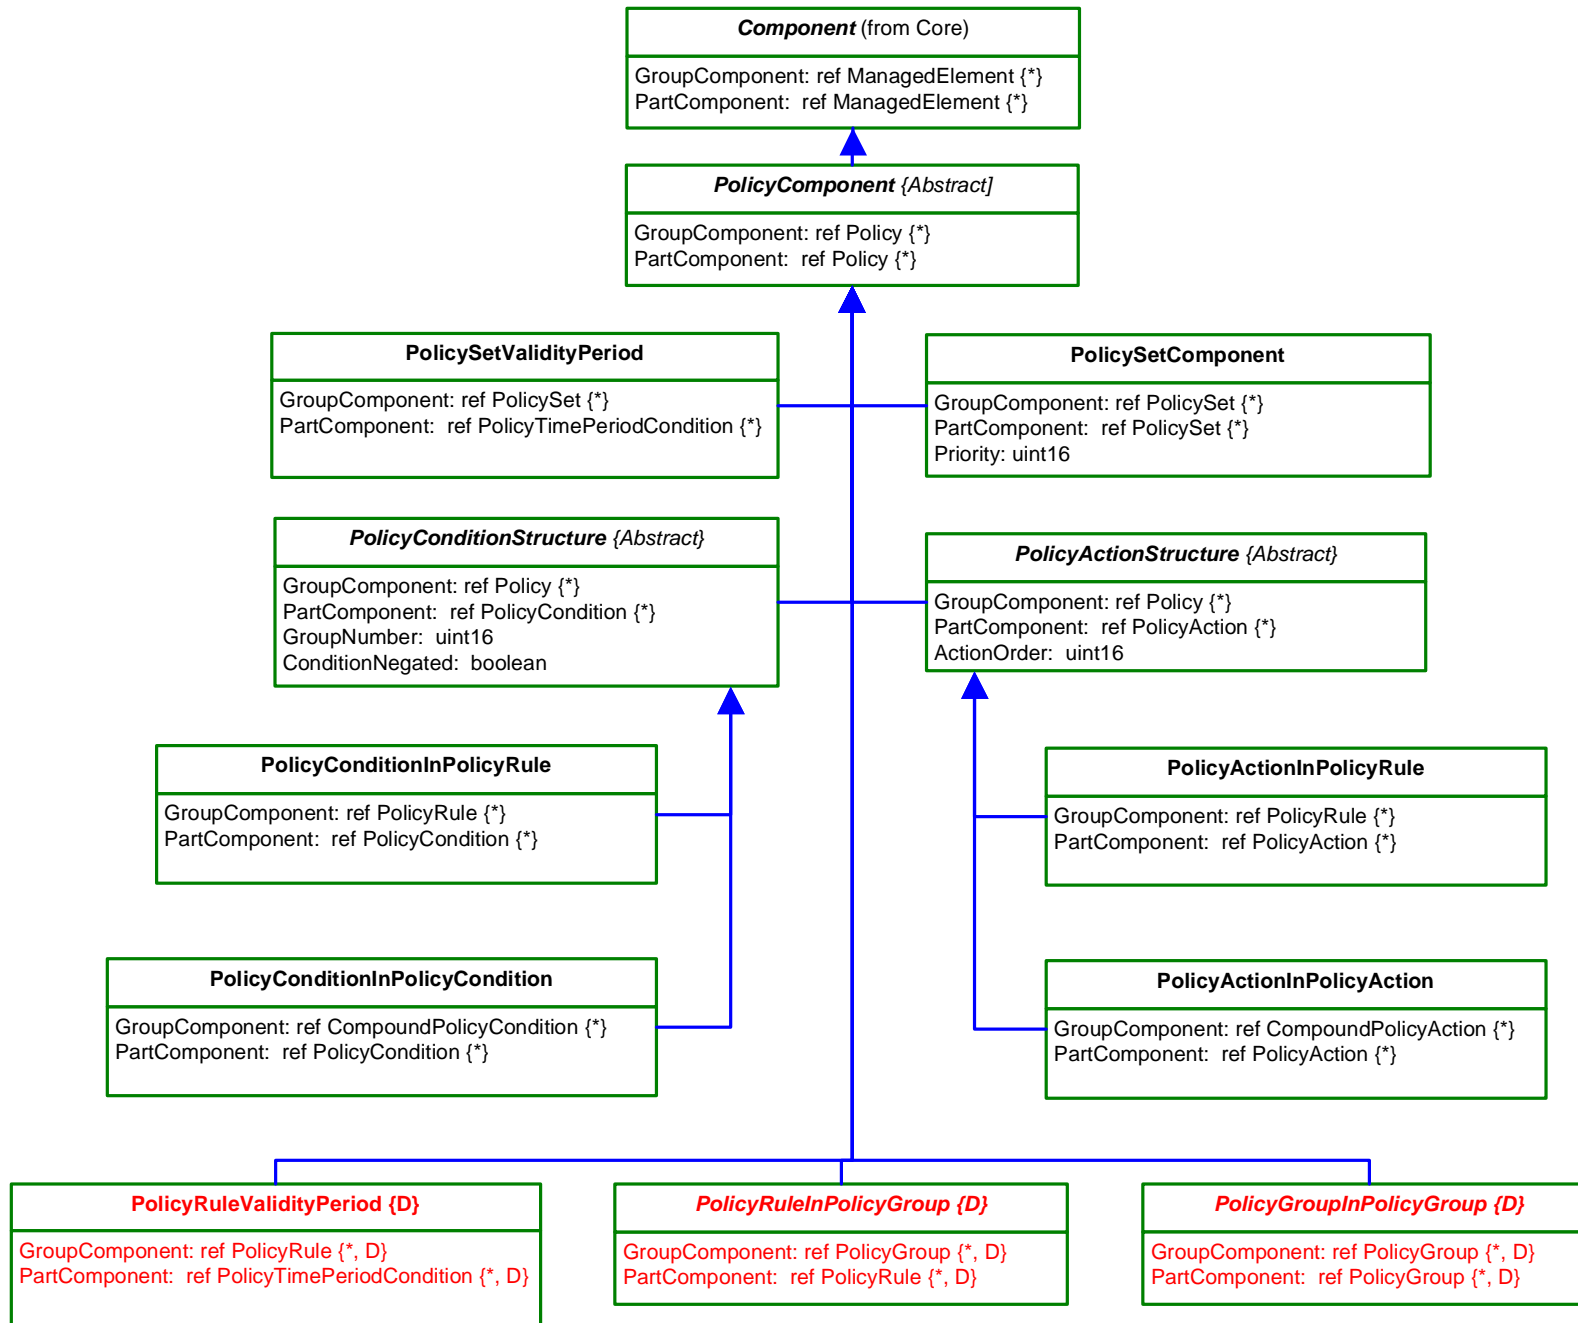 Component (from Core)
GroupComponent: ref ManagedElement {*}
PartComponent:  ref ManagedElement {*}
PolicyComponent {Abstract]
GroupComponent: ref Policy {*}
PartComponent:  ref Policy {*}
PolicySetValidityPeriod
GroupComponent: ref PolicySet {*}
PartComponent:  ref PolicyTimePeriodCondition {*}
PolicySetComponent
GroupComponent: ref PolicySet {*}
PartComponent:  ref PolicySet {*}
Priority: uint16
PolicyConditionStructure {Abstract}
GroupComponent: ref Policy {*}
PartComponent:  ref PolicyCondition {*}
GroupNumber:  uint16
ConditionNegated:  boolean
PolicyActionStructure {Abstract}
GroupComponent: ref Policy {*}
PartComponent:  ref PolicyAction {*}
ActionOrder:  uint16
PolicyConditionInPolicyRule
GroupComponent: ref PolicyRule {*}
PartComponent:  ref PolicyCondition {*}
PolicyActionInPolicyRule
GroupComponent: ref PolicyRule {*}
PartComponent:  ref PolicyAction {*}
PolicyConditionInPolicyCondition
GroupComponent: ref CompoundPolicyCondition {*}
PartComponent:  ref PolicyCondition {*}
PolicyActionInPolicyAction
GroupComponent: ref CompoundPolicyAction {*}
PartComponent:  ref PolicyAction {*}
PolicyRuleValidityPeriod {D}
GroupComponent: ref PolicyRule {*, D}
PartComponent:  ref PolicyTimePeriodCondition {*, D}
PolicyRuleInPolicyGroup {D}
GroupComponent: ref PolicyGroup {*, D}
PartComponent:  ref PolicyRule {*, D}
PolicyGroupInPolicyGroup {D}
GroupComponent: ref PolicyGroup {*, D}
PartComponent:  ref PolicyGroup {*, D}